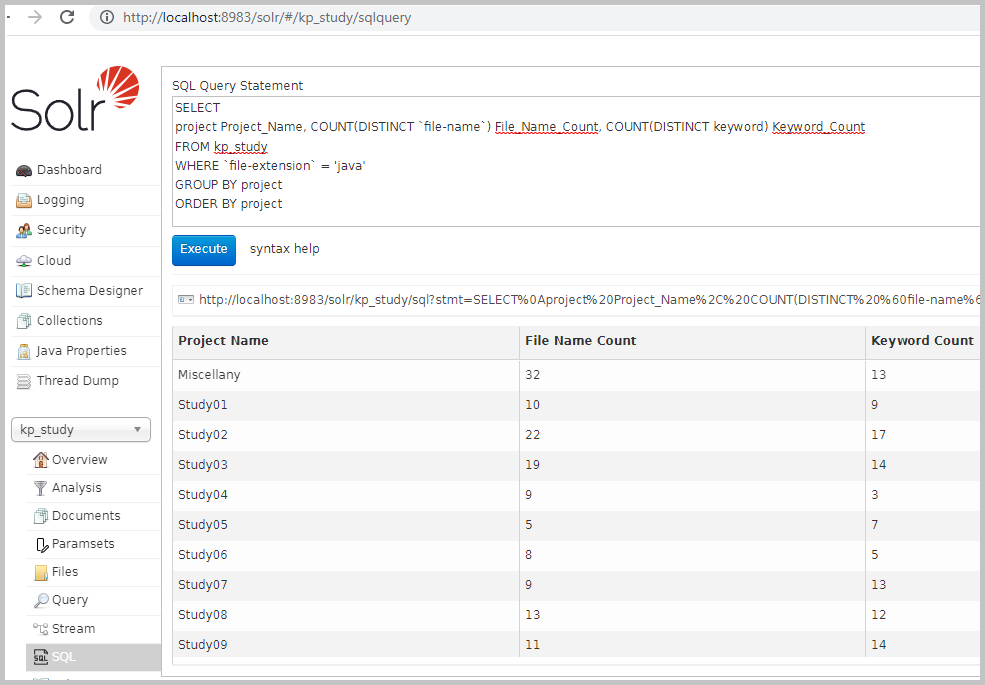 http://localhost:8983/solr/#/kp_study/sqlquery
Solr
Dashboard
Logging
Security
Cloud
Schema Designer
Collections
Java Properties
Thread Dump
kp_study
Overview
Analysis
Documents
Paramsets
Files
Query
Stream
SQL
SQL Query Statement
SELECT
project Project_Name, COUNT(DISTINCT `file-name`) File_Name_Count, COUNT(DISTINCT keyword) Keyword_Count
FROM kp_study
WHERE `file-extension` = 'java'
GROUP BY project
ORDER BY project
Execute syntax help
http://localhost:8983/solr/kp_study/sql?stmt=SELECT%0Aproject%20Project_Name%2C%20COUNT(DISTINCT%20%60file-name%6
Project Name File Name Count Keyword Count
Miscellany 32 13
Study01 10 9
Study02 22 17
Study03 19 14
Study04 9 3
Study05 5 7
Study06 8 5
Study07 9 13
Study08 13 12
Study09 11 14